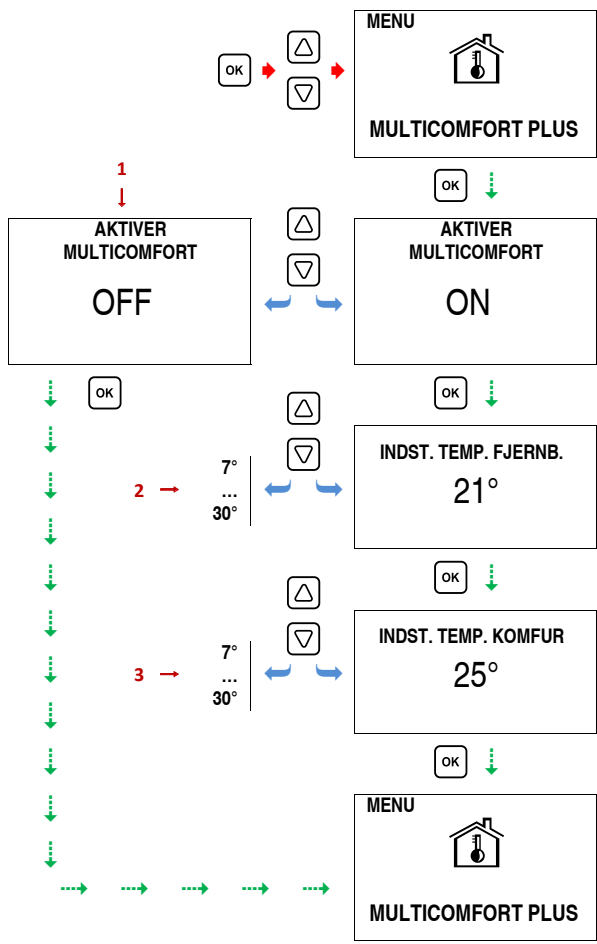 MENU
OK
MULTICOMFORT PLUS
1
OK
AKTIVER
MULTICOMFORT
OFF
AKTIVER
MULTICOMFORT
ON
OK
OK
INDST. TEMP. FJERNB.
21°
2
7°
...
30°
OK
INDST. TEMP. KOMFUR
25°
3
7°
...
30°
OK
MENU
MULTICOMFORT PLUS